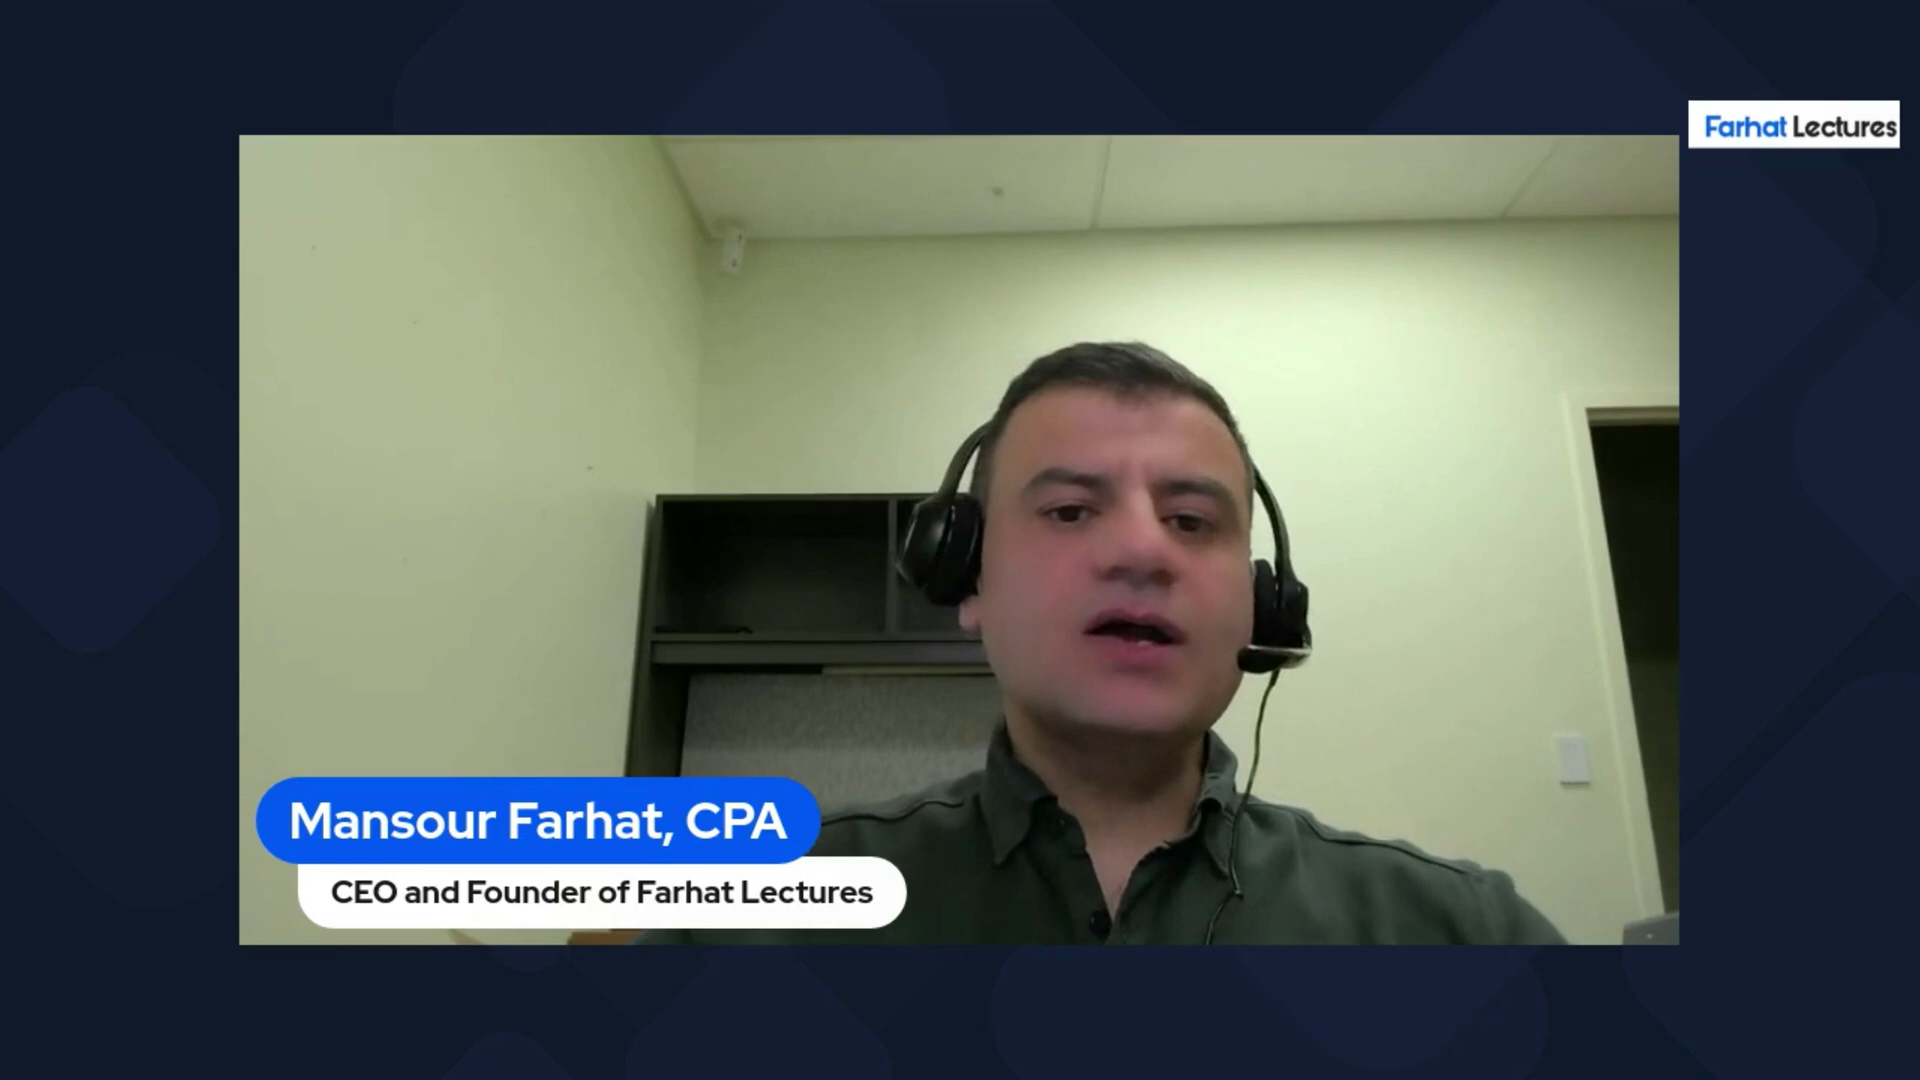 Farhat Lectures
Mansour Farhat, CPA
CEO and Founder of Farhat Lectures